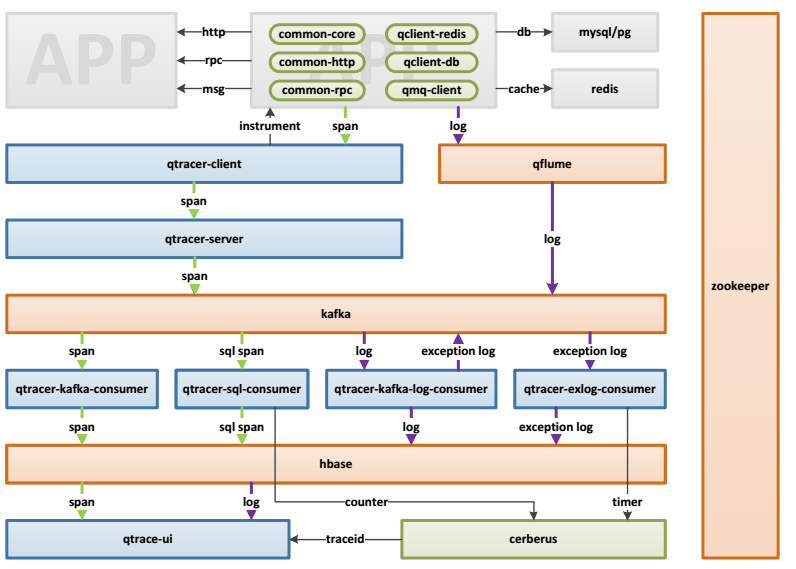 APP
APP
http
rpc
msg
common-core
common-http
common-rpc
qclient-redis
qclient-db
qmq-client
db
cache
mysql/pg
redis
instrument
span
log
qtracer-client
qflume
span
qtracer-server
log
span
zookeeper
kafka
span
sql span
log
exception log
exception log
qtracer-kafka-consumer
qtracer-sql-consumer
qtracer-kafka-log-consumer
qtracer-exlog-consumer
span
sql span
log
exception log
hbase
span
log
counter
timer
qtrace-ui
traceid
cerberus